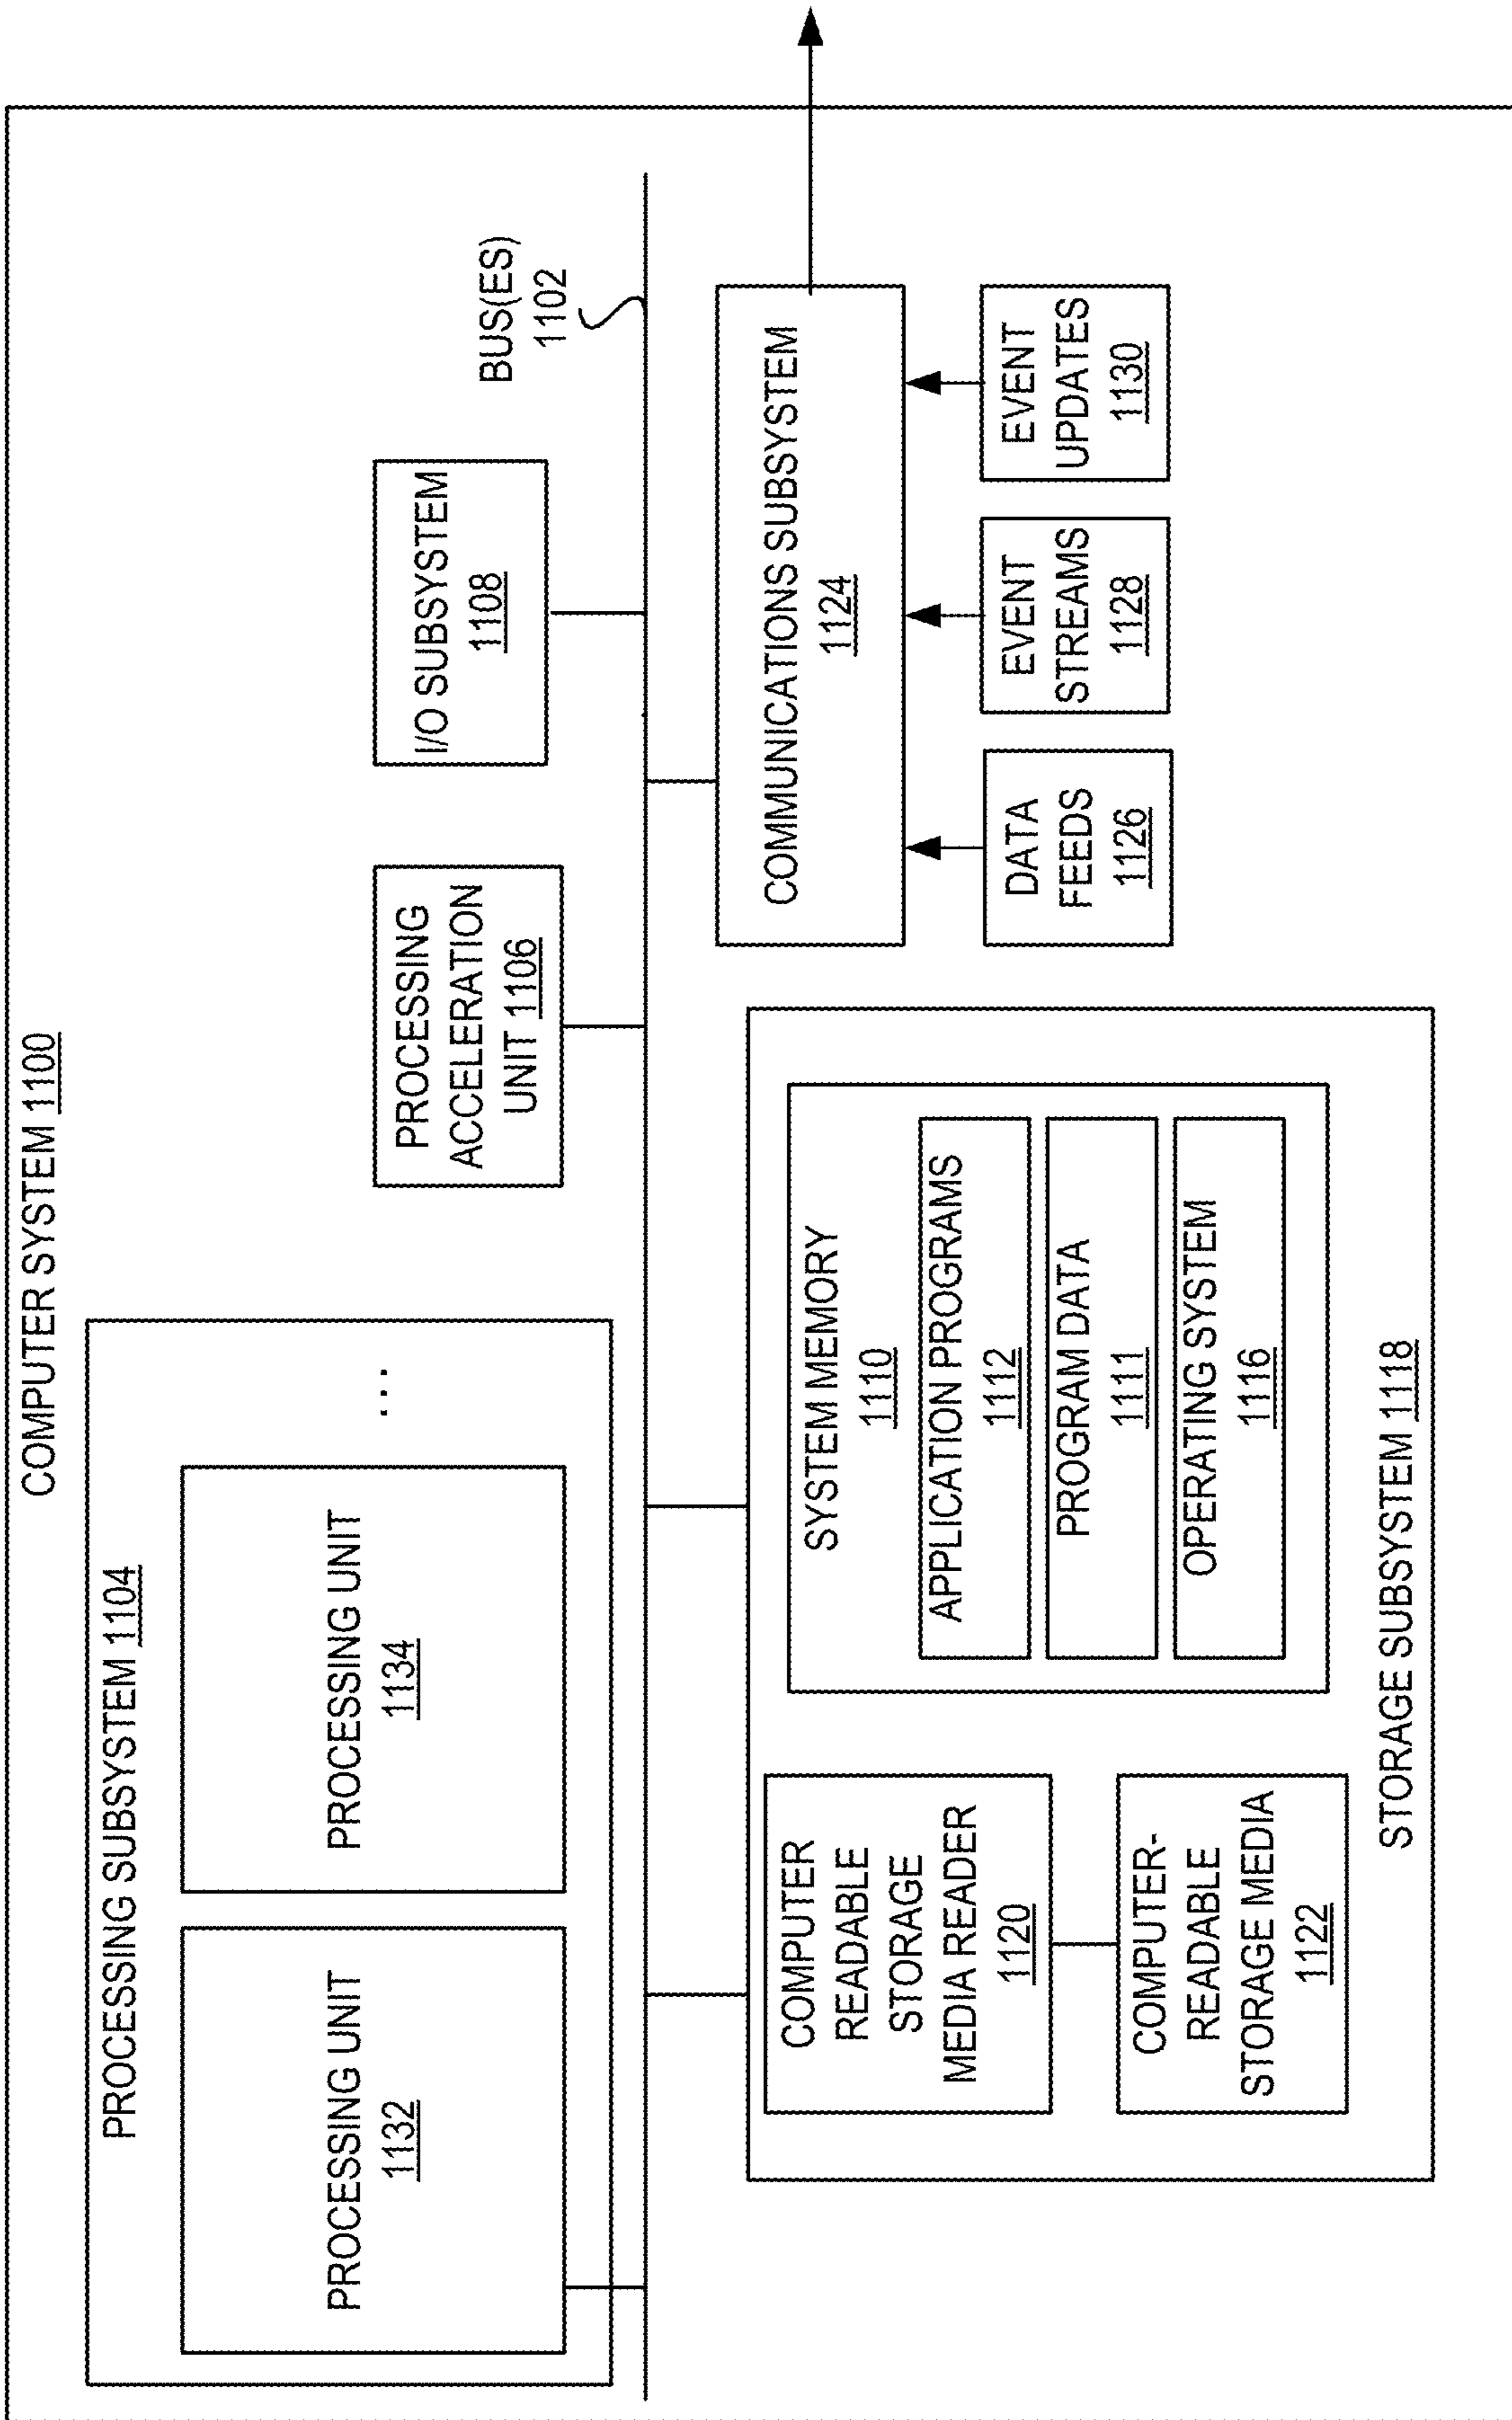 COMPUTER SYSTEM 1100
PROCESSING SUBSYSTEM 1104
PROCESSING UNIT
1132
PROCESSING UNIT
1134
...
PROCESSING
ACCELERATION
UNIT 1106
I/O SUBSYSTEM
1108
BUS(ES)
1102
COMPUTER
READABLE
STORAGE
MEDIA READER
1120
COMPUTER-
READABLE
STORAGE MEDIA
1122
SYSTEM MEMORY
1110
APPLICATION PROGRAMS
1112
PROGRAM DATA
1111
OPERATING SYSTEM
1116
STORAGE SUBSYSTEM 1118
COMMUNICATIONS SUBSYSTEM
1124
DATA
FEEDS
1126
EVENT
STREAMS
1128
EVENT
UPDATES
1130